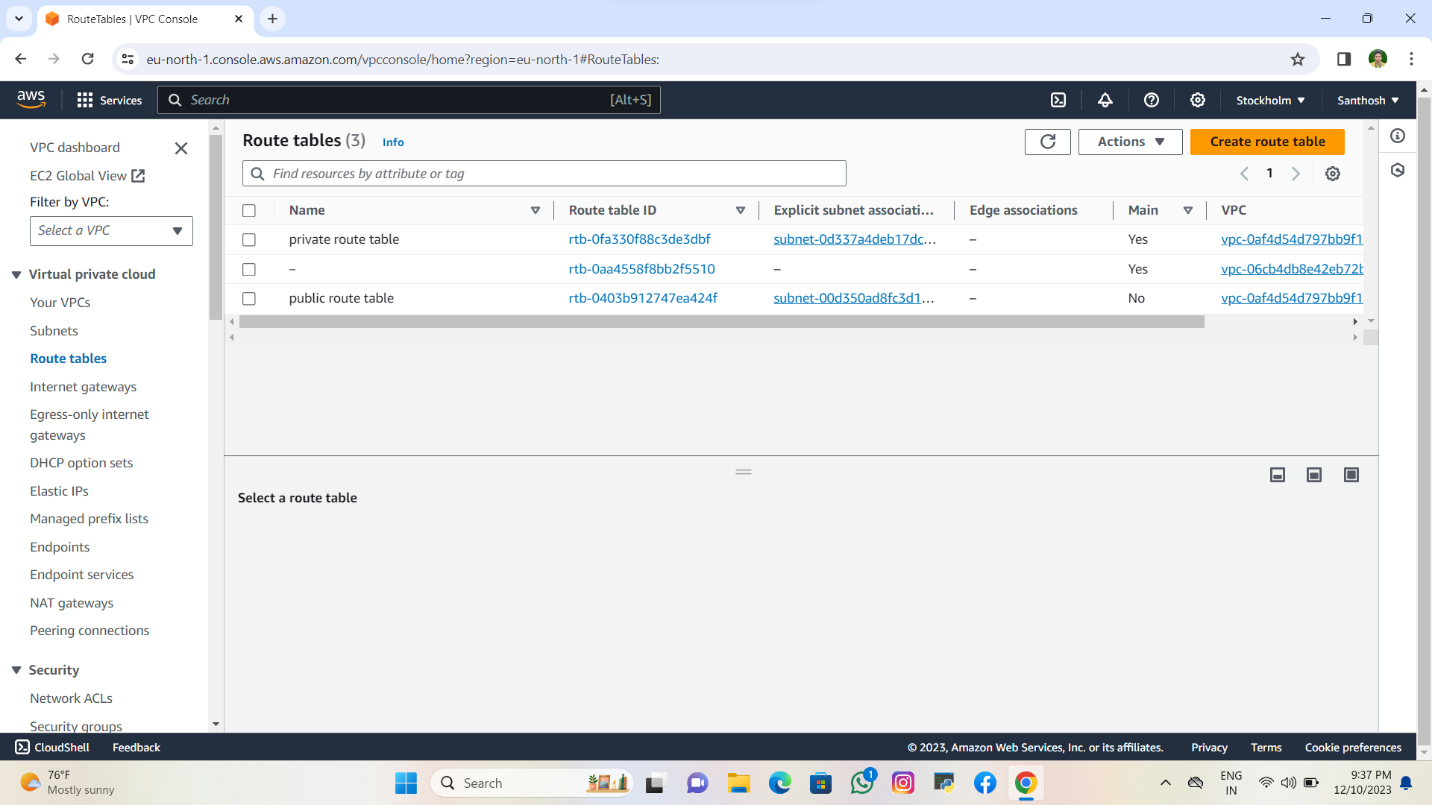 RouteTables | VPC Console
eu-north-1.console.aws.amazon.com/vpcconsole/home?region=eu-north-1#RouteTables:
aws
Services
Search
[Alt+S]
Stockholm
Santhosh
VPC dashboard
EC2 Global View
Filter by VPC:
Select a VPC
Virtual private cloud
Your VPCs
Subnets
Route tables
Internet gateways
Egress-only internet
gateways
DHCP option sets
Elastic IPs
Managed prefix lists
Endpoints
Endpoint services
NAT gateways
Peering connections
Security
Network ACLs
Security groups
Route tables (3) Info
Actions
Create route table
Find resources by attribute or tag
1
Name Route table ID Explicit subnet associati... Edge associations Main VPC
private route table rtb-0fa330f88c3de3dbf subnet-0d337a4deb17dc... – Yes vpc-0af4d54d797bb9f1
– rtb-0aa4558f8bb2f5510 – – Yes vpc-06cb4db8e42eb72b
public route table rtb-0403b912747ea424f subnet-00d350ad8fc3d1... – No vpc-0af4d54d797bb9f1
Select a route table
CloudShell Feedback © 2023, Amazon Web Services, Inc. or its affiliates. Privacy Terms Cookie preferences
76°F
Mostly sunny
Search
1
ENG
IN
9:37 PM
12/10/2023